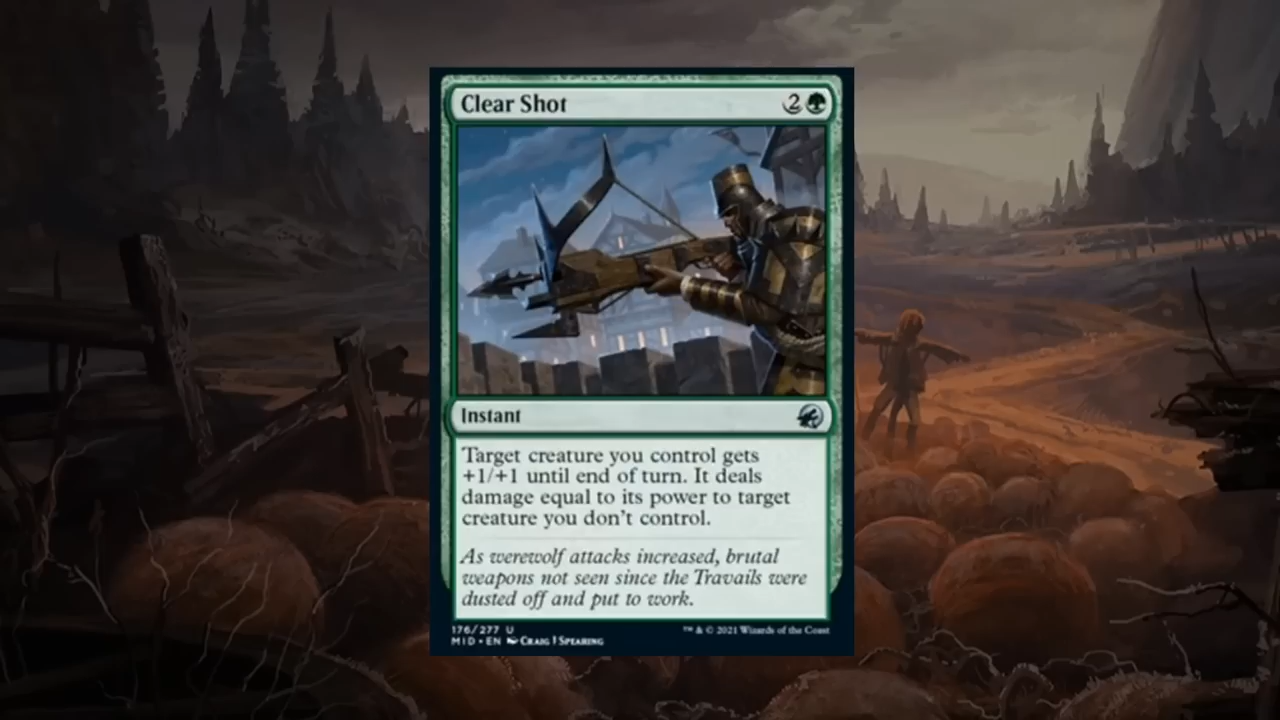 Clear Shot 2
Instant
Target creature you control gets
+1/+1 until end of turn. It deals
damage equal to its power to target
creature you don't control.
As werewolf attacks increased, brutal
weapons not seen since the Travails were
dusted off and put to work.
176/277 U ™ & © 2021 Wizards of the Coast
MID • EN Craig J Spearing